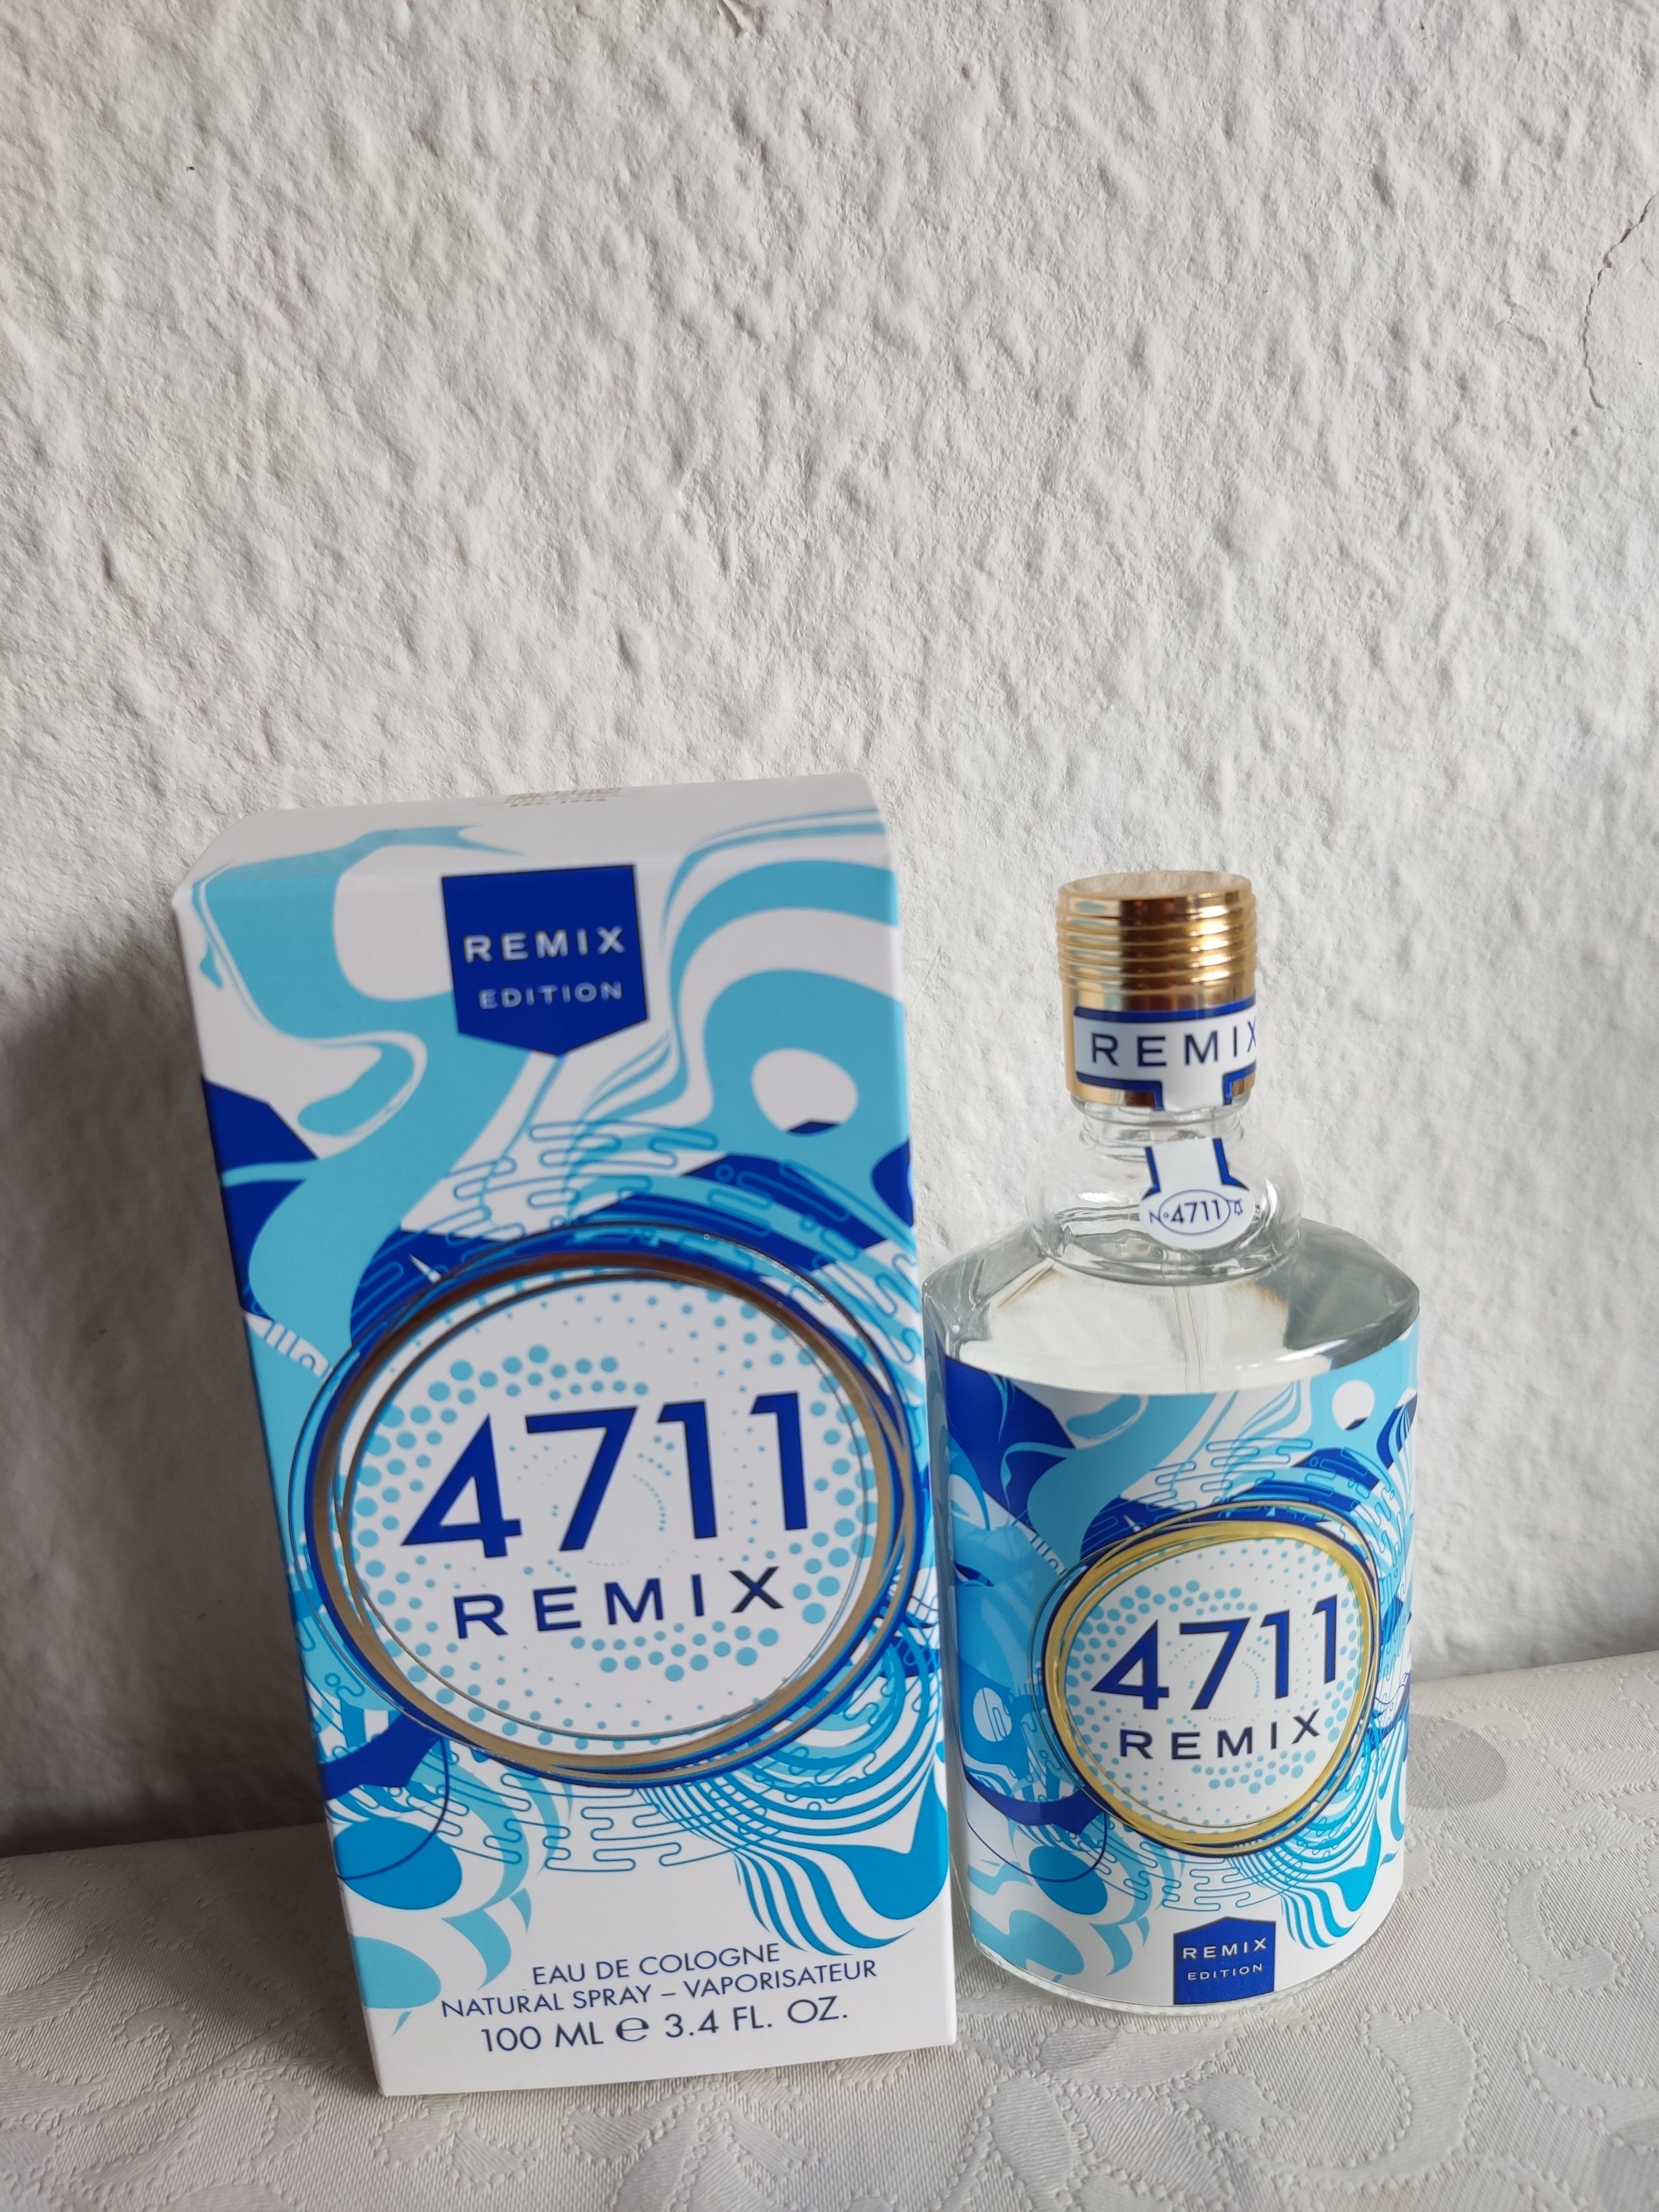 REMIX
EDITION
4711
REMIX
EAU DE COLOGNE
NATURAL SPRAY – VAPORISATEUR
100 ML ℮ 3.4 FL. OZ.
REMIX
Nº4711
4711
REMIX
REMIX
EDITION